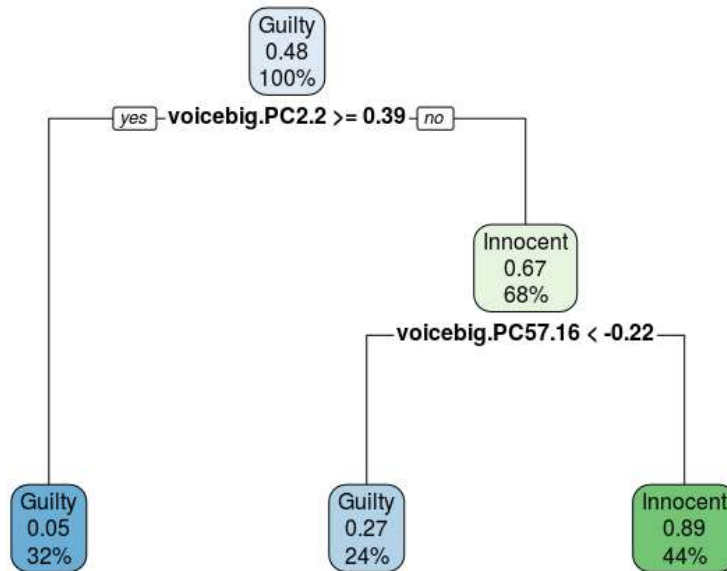 Guilty
0.48
100%
yes voicebig.PC2.2 >= 0.39 no
Innocent
0.67
68%
voicebig.PC57.16 < -0.22
Guilty
0.05
32%
Guilty
0.27
24%
Innocent
0.89
44%